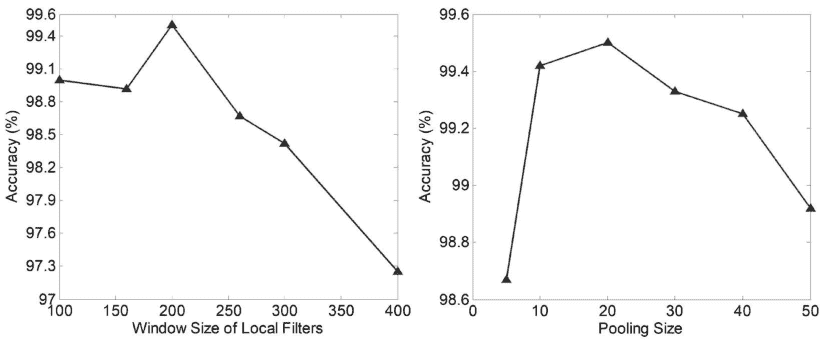 99.6
99.4
99.1
98.8
98.5
98.2
97.9
97.6
97.3
97
100 150 200 250 300 350 400
Window Size of Local Filters
Accuracy (%)
99.6
99.4
99.2
99
98.8
98.6
0 10 20 30 40 50
Pooling Size
Accuracy (%)